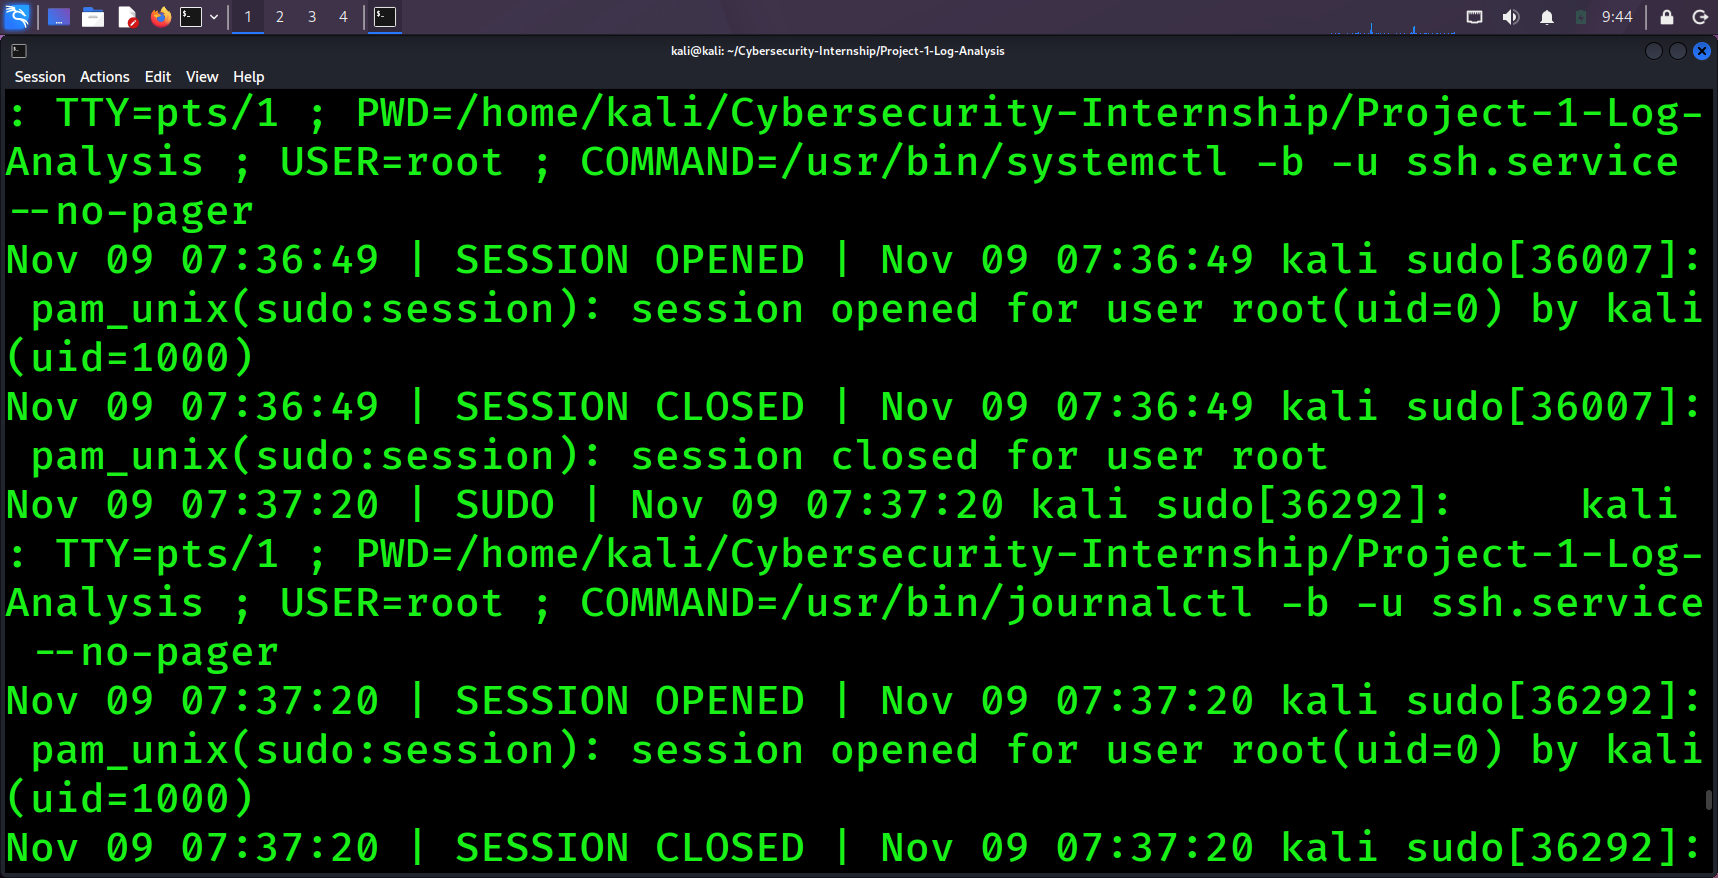 1 2 3 4 9:44
kali@kali: ~/Cybersecurity-Internship/Project-1-Log-Analysis
Session Actions Edit View Help
: TTY=pts/1 ; PWD=/home/kali/Cybersecurity-Internship/Project-1-Log-
Analysis ; USER=root ; COMMAND=/usr/bin/systemctl -b -u ssh.service
--no-pager
Nov 09 07:36:49 | SESSION OPENED | Nov 09 07:36:49 kali sudo[36007]:
pam_unix(sudo:session): session opened for user root(uid=0) by kali
(uid=1000)
Nov 09 07:36:49 | SESSION CLOSED | Nov 09 07:36:49 kali sudo[36007]:
pam_unix(sudo:session): session closed for user root
Nov 09 07:37:20 | SUDO | Nov 09 07:37:20 kali sudo[36292]:     kali
: TTY=pts/1 ; PWD=/home/kali/Cybersecurity-Internship/Project-1-Log-
Analysis ; USER=root ; COMMAND=/usr/bin/journalctl -b -u ssh.service
--no-pager
Nov 09 07:37:20 | SESSION OPENED | Nov 09 07:37:20 kali sudo[36292]:
pam_unix(sudo:session): session opened for user root(uid=0) by kali
(uid=1000)
Nov 09 07:37:20 | SESSION CLOSED | Nov 09 07:37:20 kali sudo[36292]: